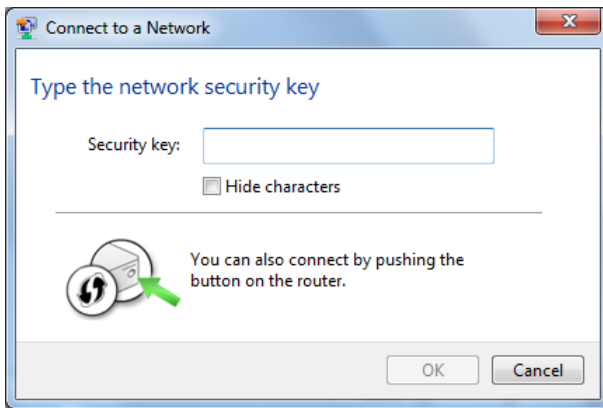 Connect to a Network
Type the network security key
Security key:
Hide characters
You can also connect by pushing the
button on the router.
OK Cancel